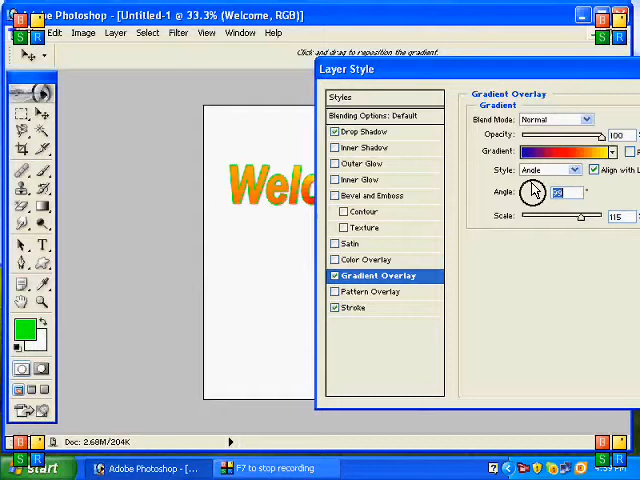 Adobe Photoshop - [Untitled-1 @ 33.3% (Welcome, RGB)]
Edit Image Layer Select Filter View Window Help
Click and drag to reposition the gradient.
Layer Style
Styles
Blending Options: Default
Drop Shadow
Inner Shadow
Outer Glow
Inner Glow
Bevel and Emboss
Contour
Texture
Satin
Color Overlay
Gradient Overlay
Pattern Overlay
Stroke
Gradient Overlay
Gradient
Blend Mode: Normal
Opacity: 100
Gradient:
Style: Angle Align with L
Angle: °
Scale: 115 %
Welc
Doc: 2.68M/204K
start
Adobe Photoshop - [...
F7 to stop recording
4:59 PM
B
S R
B
S R
B
S R
B
S R